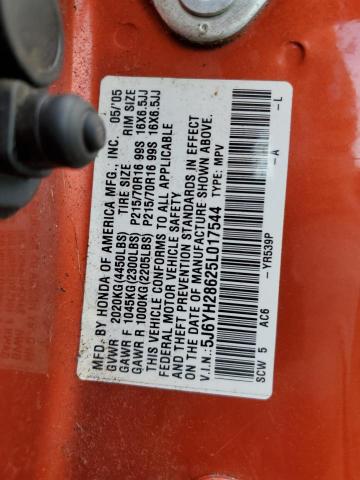 MFD. BY HONDA OF AMERICA MFG., INC. 05/'05
GVWR 2020KG(4450LBS) TIRE SIZE RIM SIZE
GAWR F 1045KG(2300LBS) P215/70R16 99S 16X6.5JJ
GAWR R 1000KG(2205LBS) P215/70R16 99S 16X6.5JJ
THIS VEHICLE CONFORMS TO ALL APPLICABLE
FEDERAL MOTOR VEHICLE SAFETY
AND THEFT PREVENTION STANDARDS IN EFFECT
ON THE DATE OF MANUFACTURE SHOWN ABOVE.
V.I.N.: 5J6YH28625L017544 TYPE: MPV
SCW 5 AC6 -YR539P -A -L